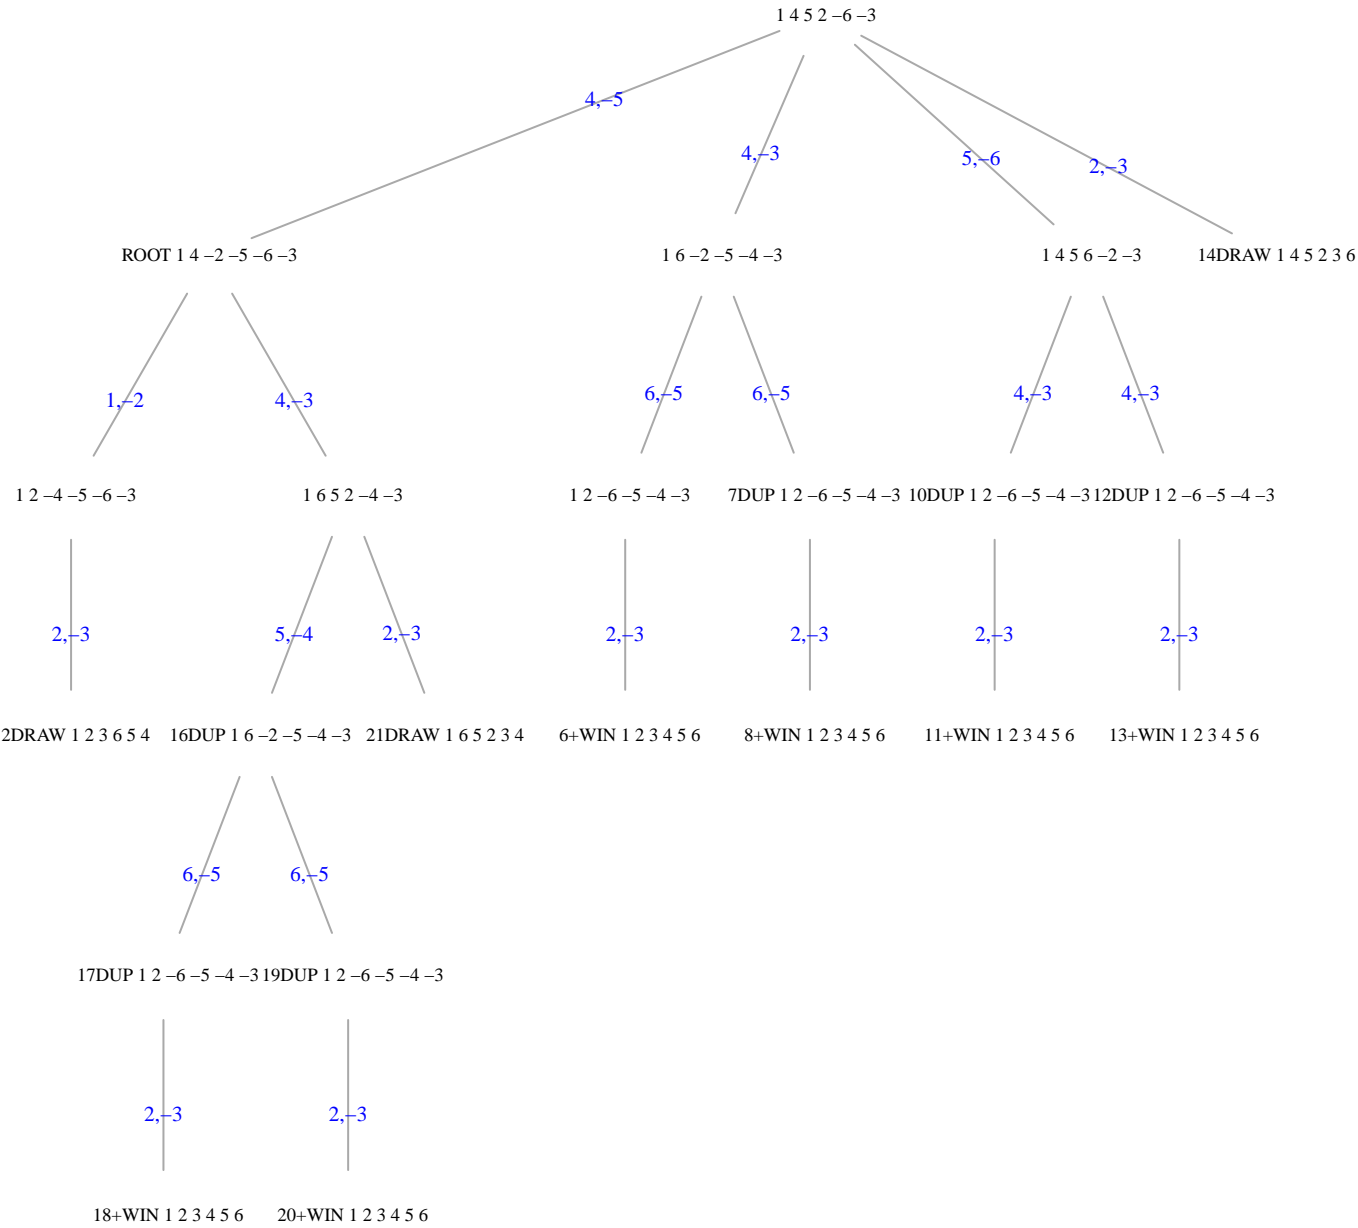 1 4 5 2 –6 –3
4,–5
4,–3
5,–6
2,–3
ROOT 1 4 –2 –5 –6 –3
1 6 –2 –5 –4 –3
1 4 5 6 –2 –3
14DRAW 1 4 5 2 3 6
1,–2
4,–3
6,–5
6,–5
4,–3
4,–3
1 2 –4 –5 –6 –3
1 6 5 2 –4 –3
1 2 –6 –5 –4 –3
7DUP 1 2 –6 –5 –4 –3
10DUP 1 2 –6 –5 –4 –3
12DUP 1 2 –6 –5 –4 –3
2,–3
5,–4
2,–3
2,–3
2,–3
2,–3
2,–3
2DRAW 1 2 3 6 5 4
16DUP 1 6 –2 –5 –4 –3
21DRAW 1 6 5 2 3 4
6+WIN 1 2 3 4 5 6
8+WIN 1 2 3 4 5 6
11+WIN 1 2 3 4 5 6
13+WIN 1 2 3 4 5 6
6,–5
6,–5
17DUP 1 2 –6 –5 –4 –3
19DUP 1 2 –6 –5 –4 –3
2,–3
2,–3
18+WIN 1 2 3 4 5 6
20+WIN 1 2 3 4 5 6